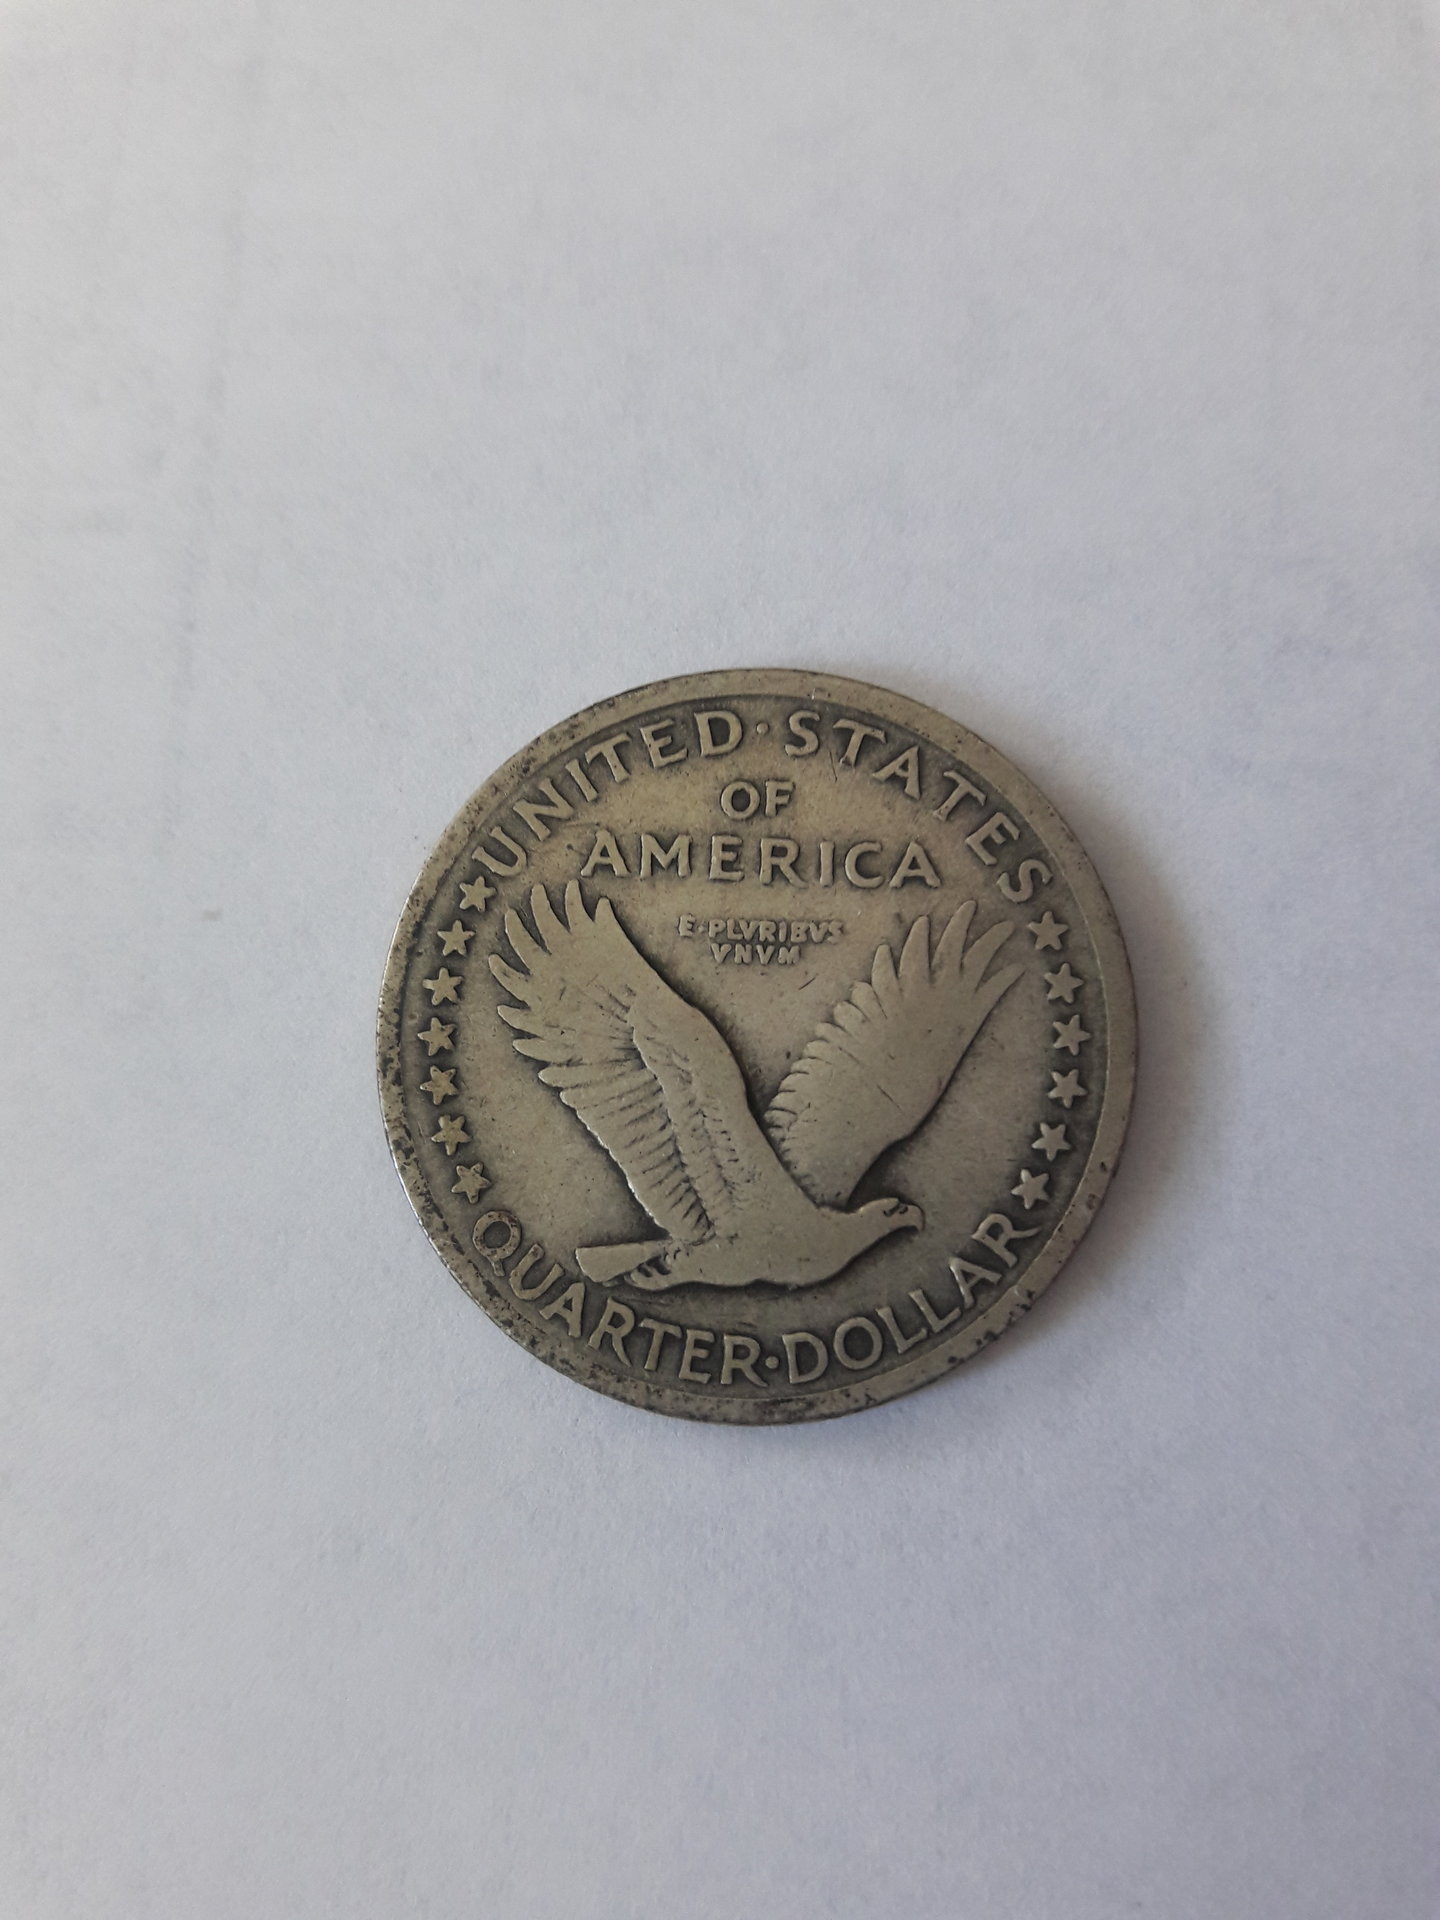 UNITED·STATES
OF
AMERICA
E·PLVRIBVS
VNVM
QUARTER·DOLLAR